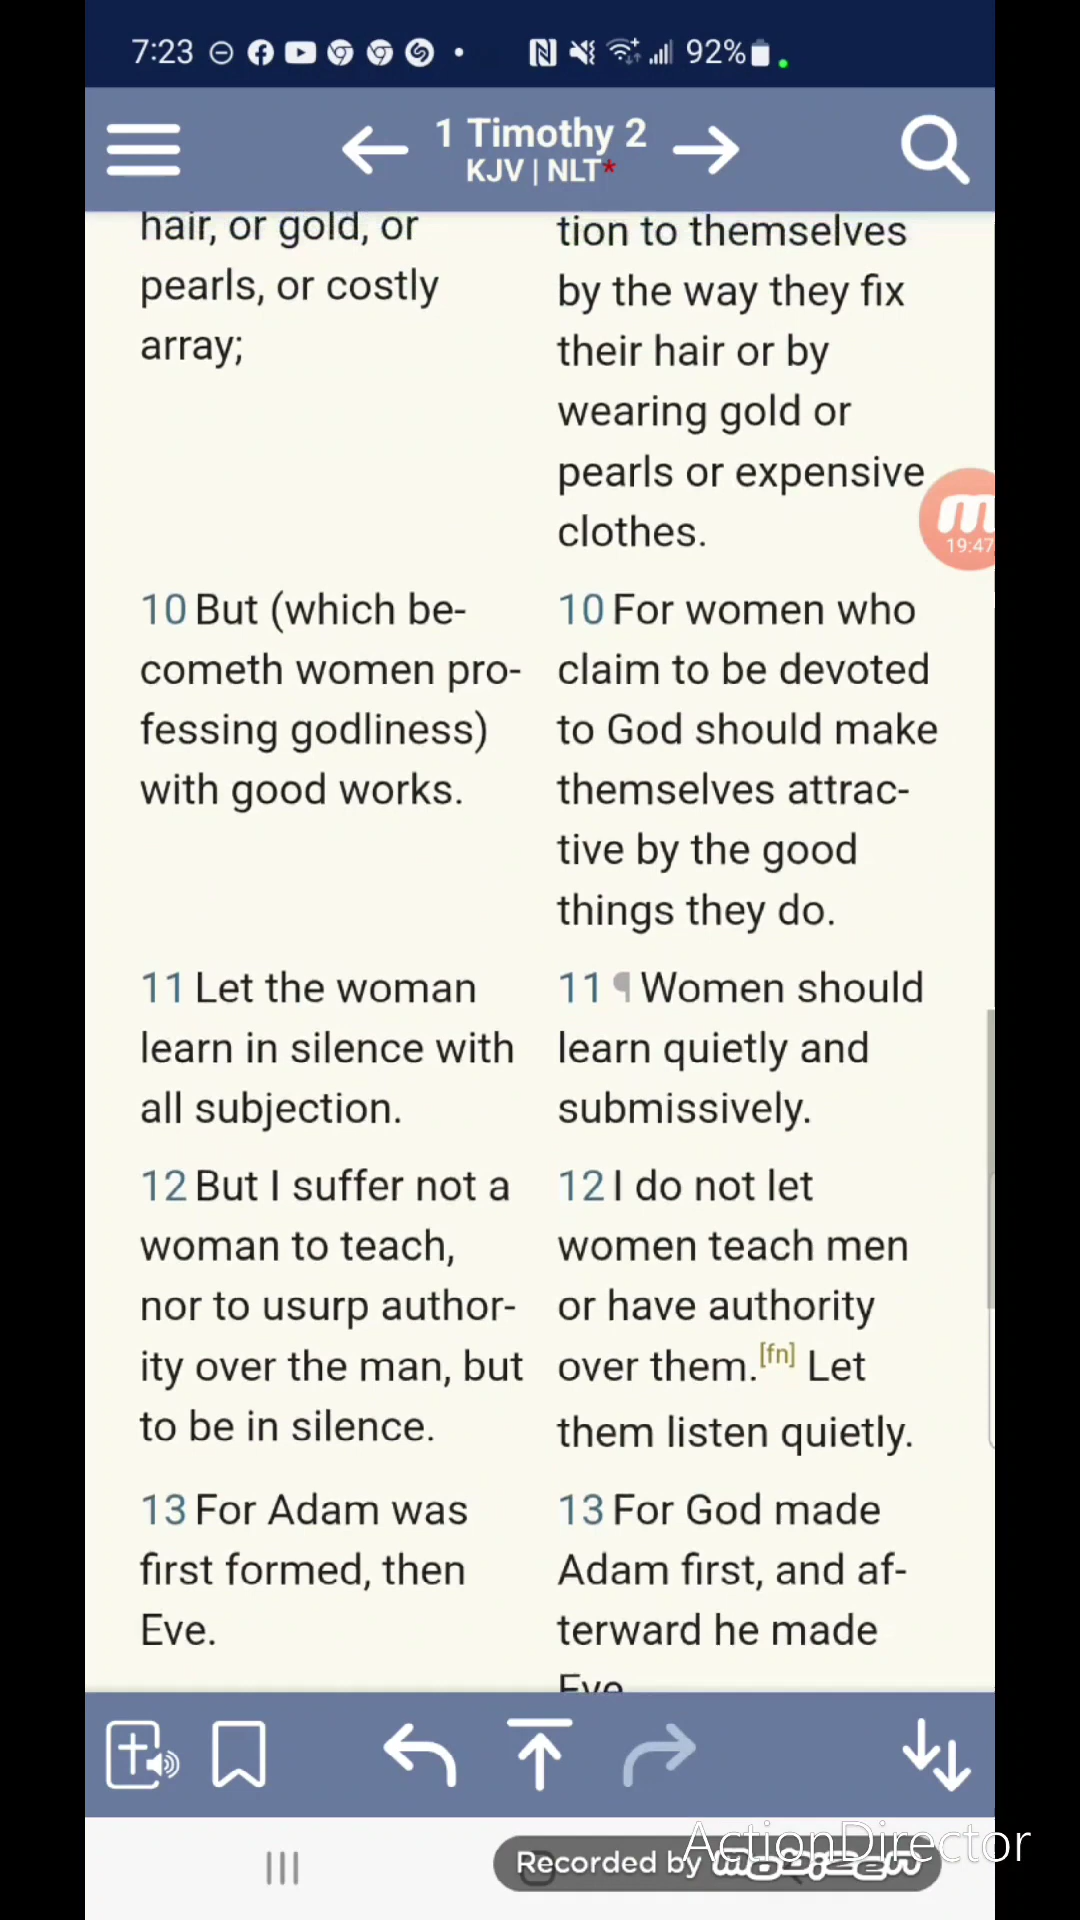 7:23
92%
1 Timothy 2
KJV | NLT*
hair, or gold, or
pearls, or costly
array;
tion to themselves
by the way they fix
their hair or by
wearing gold or
pearls or expensive
clothes.
19:47
10 But (which be-
cometh women pro-
fessing godliness)
with good works.
10 For women who
claim to be devoted
to God should make
themselves attrac-
tive by the good
things they do.
11 Let the woman
learn in silence with
all subjection.
11 ¶ Women should
learn quietly and
submissively.
12 But I suffer not a
woman to teach,
nor to usurp author-
ity over the man, but
to be in silence.
12 I do not let
women teach men
or have authority
over them.[fn] Let
them listen quietly.
13 For Adam was
first formed, then
Eve.
13 For God made
Adam first, and af-
terward he made
Eve
ActionDirector
Recorded by mobizen